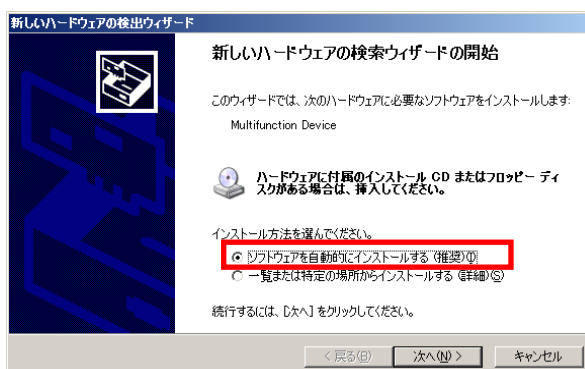 新しいハードウェアの検出ウィザード
新しいハードウェアの検索ウィザードの開始
このウィザードでは、次のハードウェアに必要なソフトウェアをインストールします:
Multifunction Device
ハードウェアに付属のインストール CD またはフロッピー ディ
スクがある場合は、挿入してください。
インストール方法を選んでください。
ソフトウェアを自動的にインストールする (推奨)(I)
一覧または特定の場所からインストールする (詳細)(S)
続行するには、[次へ] をクリックしてください。
< 戻る(B)
次へ(N) >
キャンセル